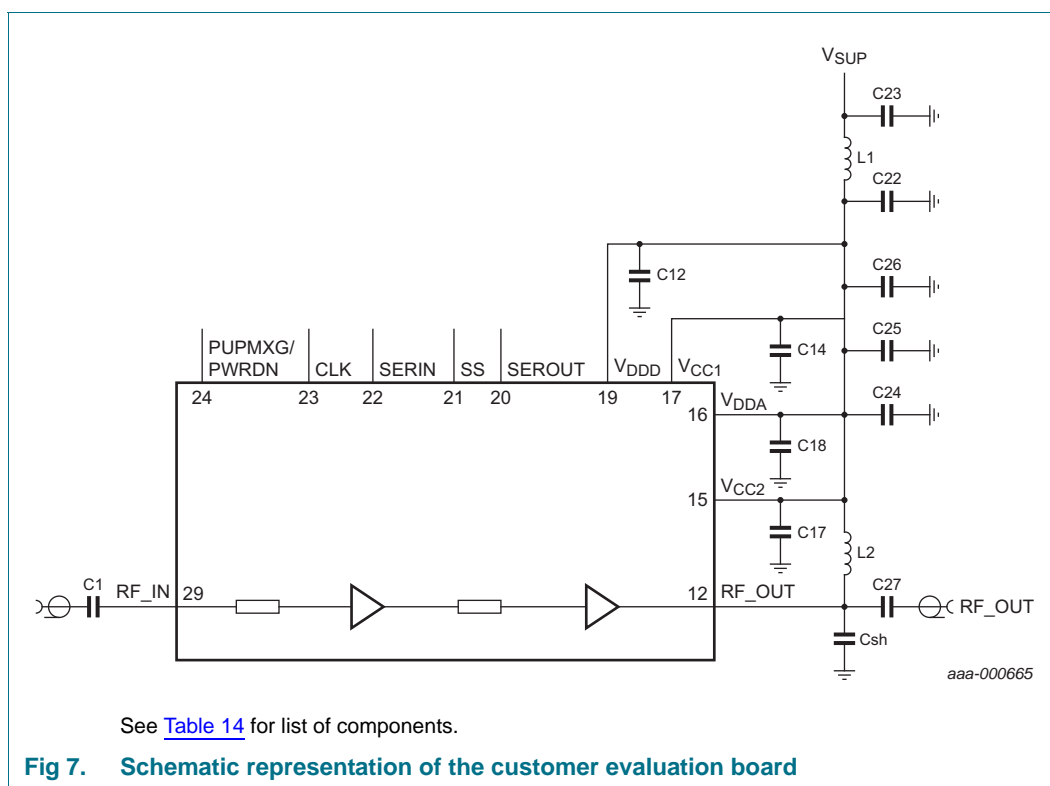 VSUP
C23
L1
C22
C12
C26
C14
C25
PUPMXG/
PWRDN
CLK
SERIN
SS
SEROUT
VDDD
VCC1
24
23
22
21
20
19
17
16
VDDA
C24
C18
15
VCC2
C17
L2
C1
RF_IN
29
12
RF_OUT
C27
RF_OUT
Csh
aaa-000665
See Table 14 for list of components.
Fig 7. Schematic representation of the customer evaluation board